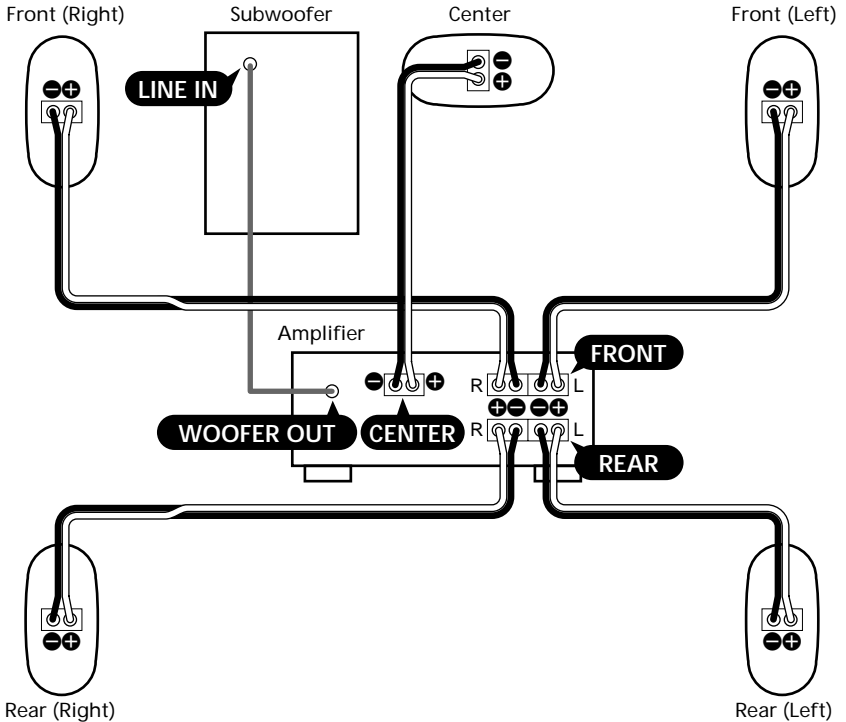 Front (Right)
Subwoofer
Center
Front (Left)
LINE IN
Amplifier
FRONT
R
L
WOOFER OUT
CENTER
R
L
REAR
Rear (Right)
Rear (Left)